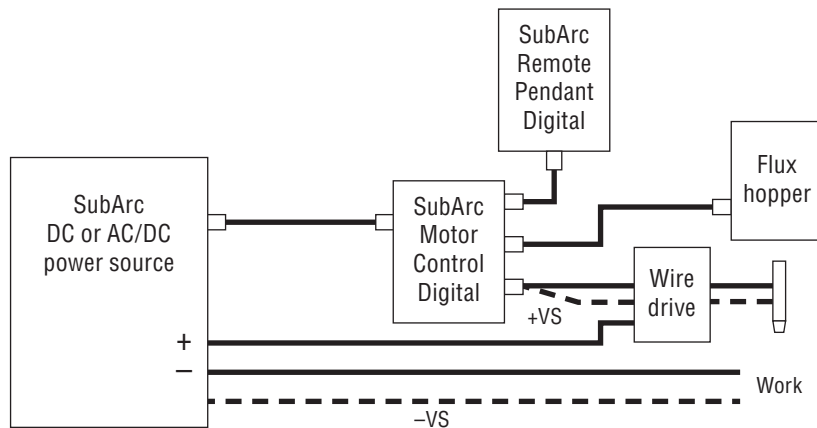 SubArc
Remote
Pendant
Digital
Flux
hopper
SubArc
DC or AC/DC
power source
SubArc
Motor
Control
Digital
Wire
drive
+VS
+
−
Work
−VS